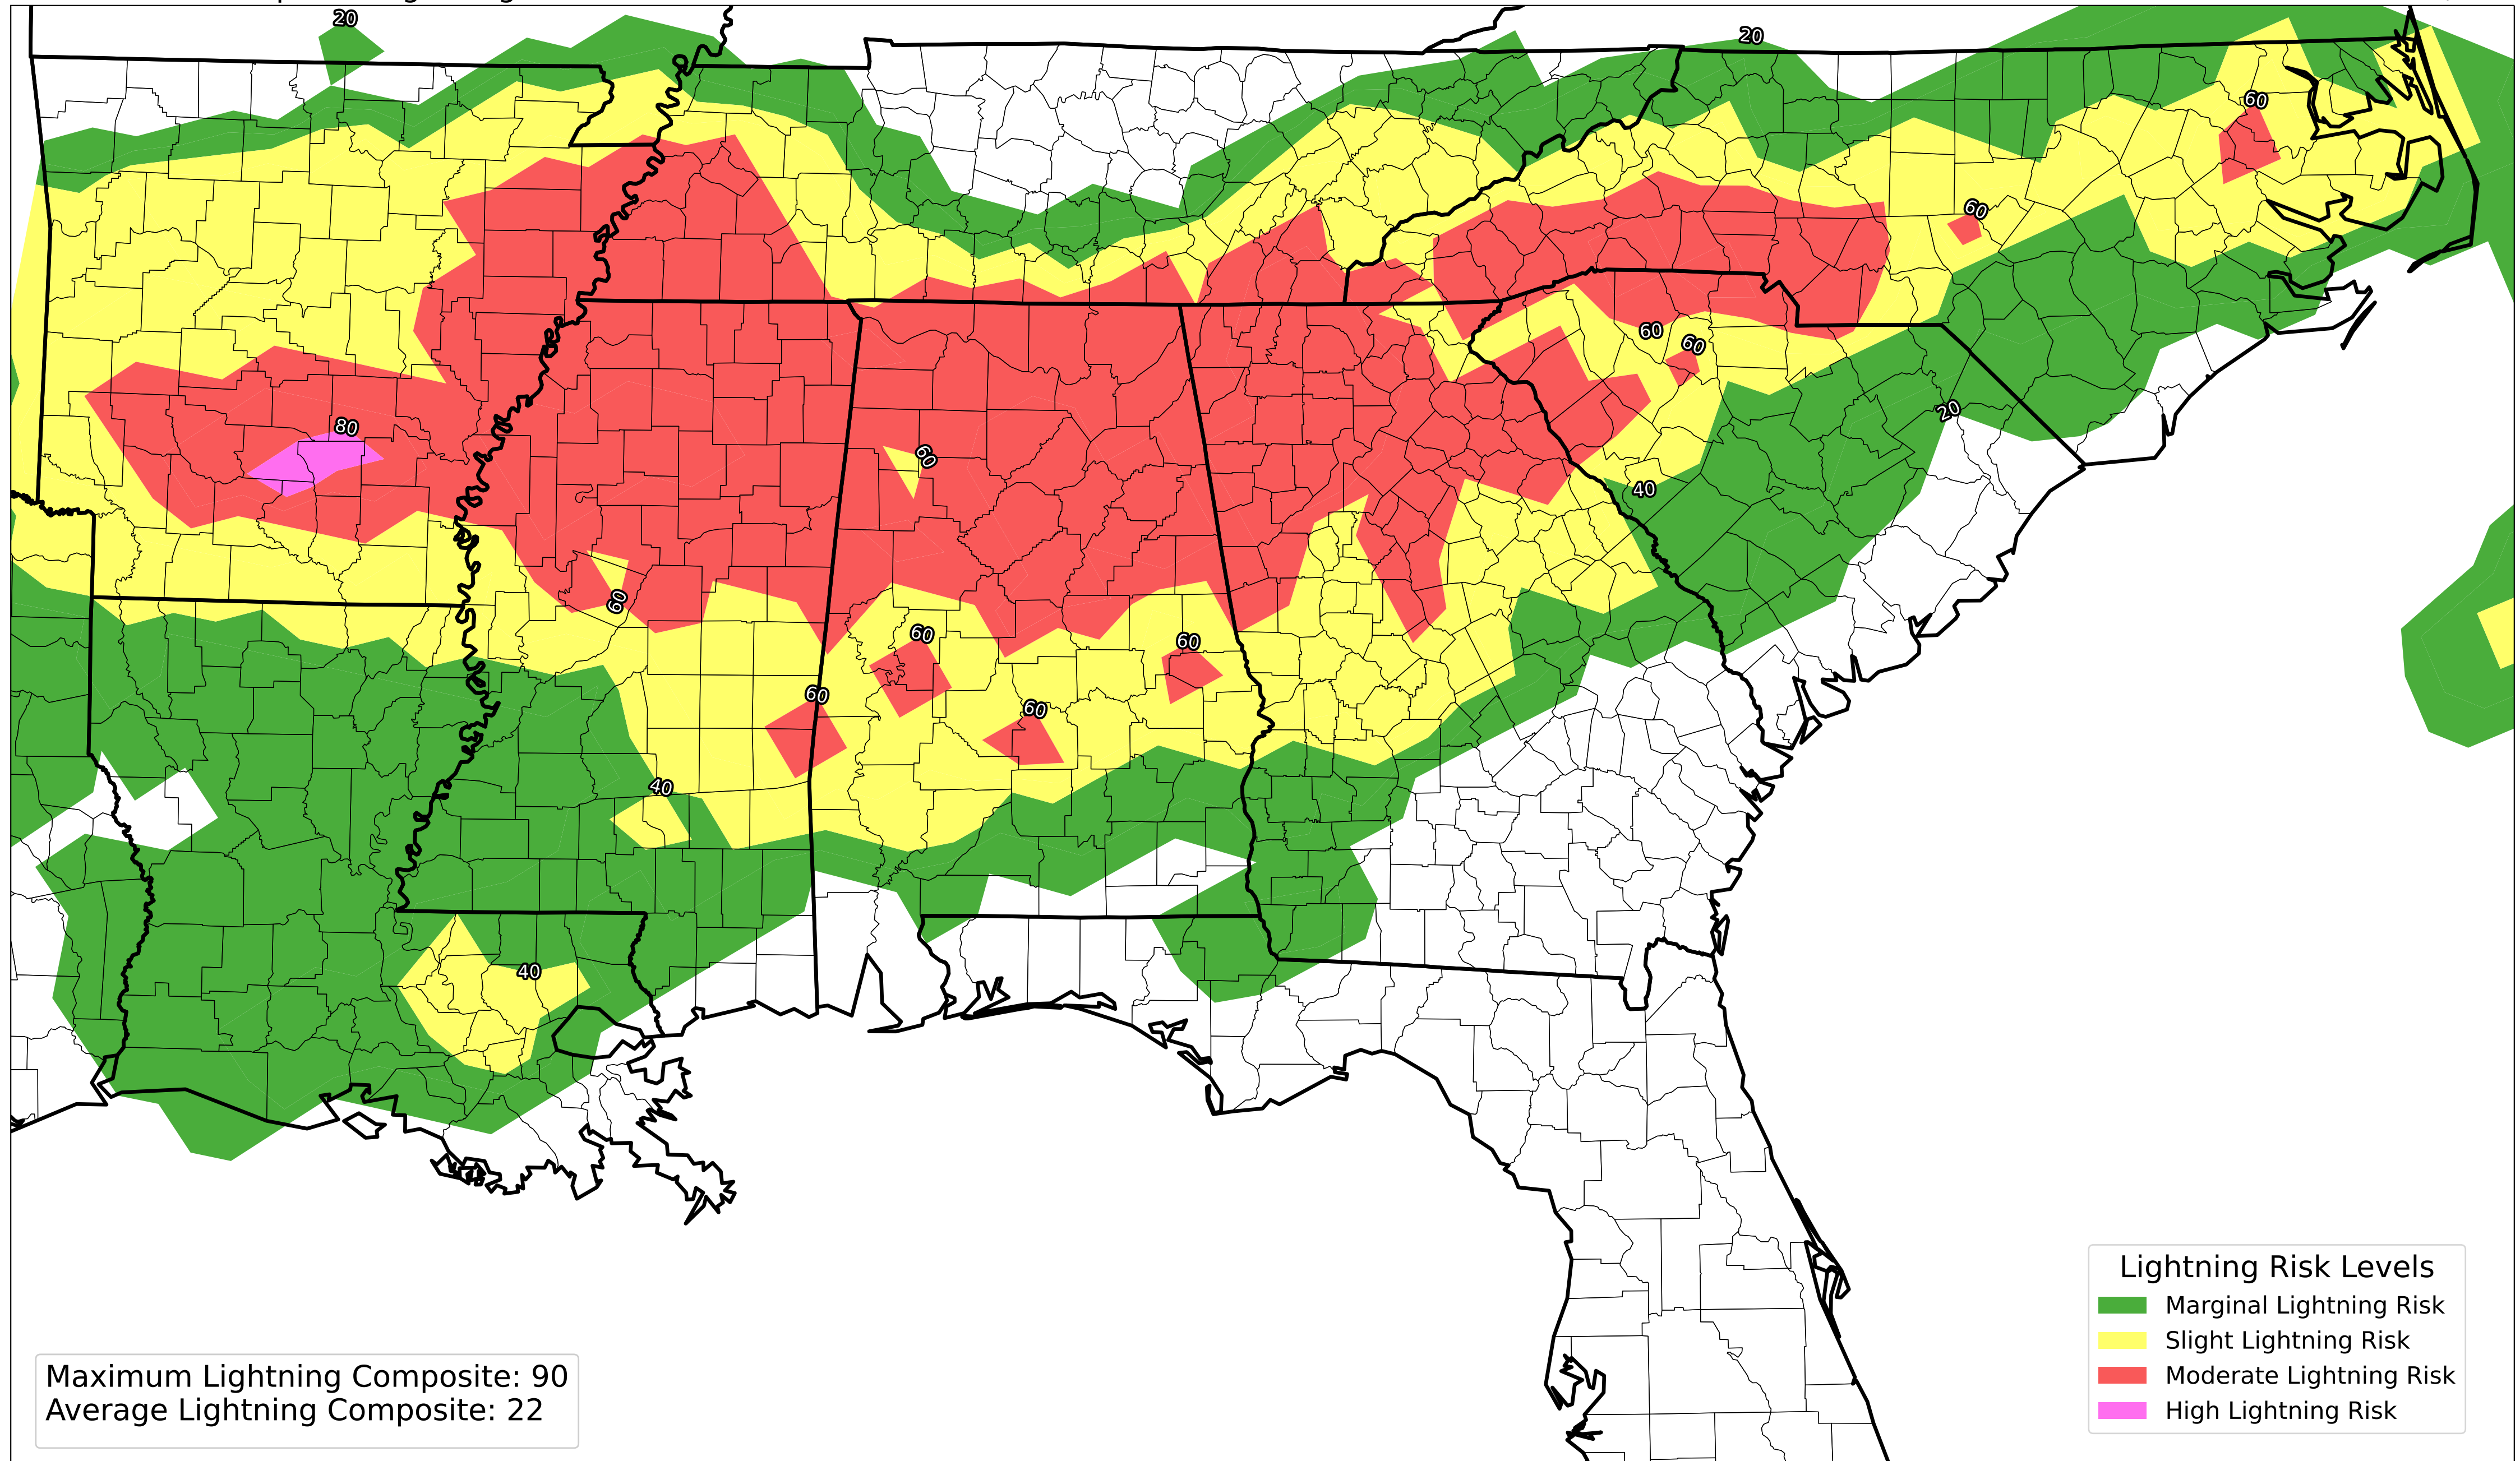 20
20
60
60
60
60
80
20
60
40
60
60
60
60
60
40
40
Lightning Risk Levels
Marginal Lightning Risk
Slight Lightning Risk
Moderate Lightning Risk
High Lightning Risk
Maximum Lightning Composite: 90
Average Lightning Composite: 22